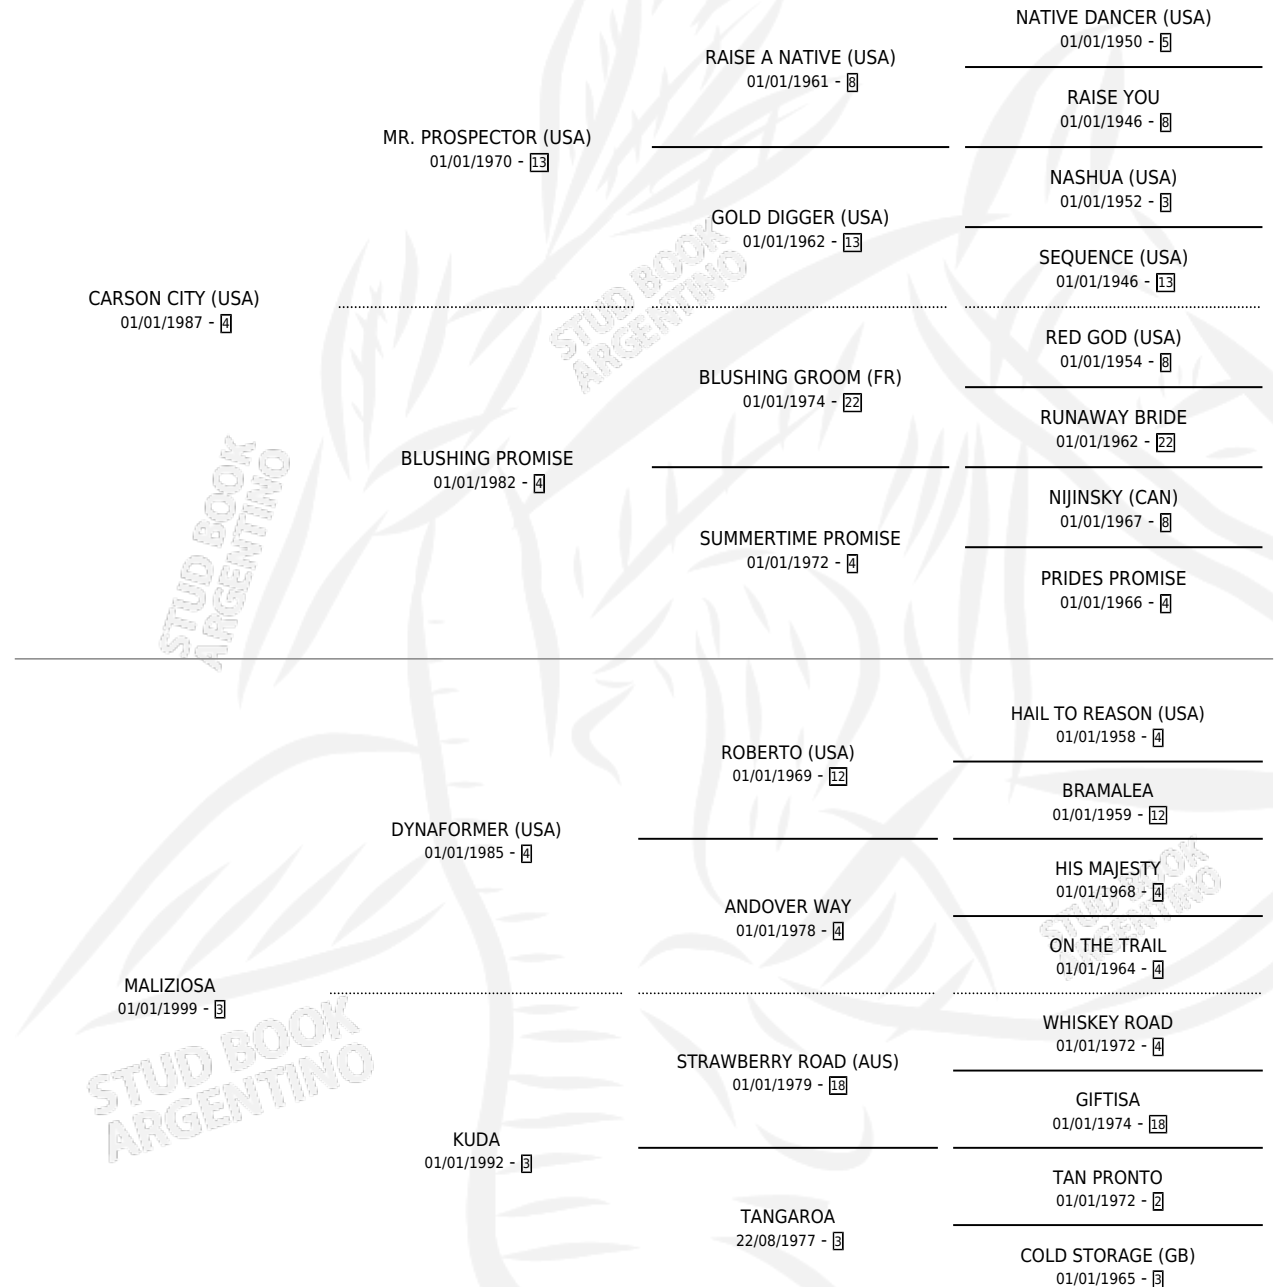 NATIVE DANCER (USA)
01/01/1950 - 5
RAISE A NATIVE (USA)
01/01/1961 - 8
RAISE YOU
01/01/1946 - 8
MR. PROSPECTOR (USA)
01/01/1970 - 13
NASHUA (USA)
01/01/1952 - 3
GOLD DIGGER (USA)
01/01/1962 - 13
SEQUENCE (USA)
01/01/1946 - 13
CARSON CITY (USA)
01/01/1987 - 4
RED GOD (USA)
01/01/1954 - 8
BLUSHING GROOM (FR)
01/01/1974 - 22
RUNAWAY BRIDE
01/01/1962 - 22
BLUSHING PROMISE
01/01/1982 - 4
NIJINSKY (CAN)
01/01/1967 - 8
SUMMERTIME PROMISE
01/01/1972 - 4
PRIDES PROMISE
01/01/1966 - 4
HAIL TO REASON (USA)
01/01/1958 - 4
ROBERTO (USA)
01/01/1969 - 12
BRAMALEA
01/01/1959 - 12
DYNAFORMER (USA)
01/01/1985 - 4
HIS MAJESTY
01/01/1968 - 4
ANDOVER WAY
01/01/1978 - 4
ON THE TRAIL
01/01/1964 - 4
MALIZIOSA
01/01/1999 - 3
WHISKEY ROAD
01/01/1972 - 4
STRAWBERRY ROAD (AUS)
01/01/1979 - 18
GIFTISA
01/01/1974 - 18
KUDA
01/01/1992 - 3
TAN PRONTO
01/01/1972 - 2
TANGAROA
22/08/1977 - 3
COLD STORAGE (GB)
01/01/1965 - 3
STUD BOOK
ARGENTINO
STUD BOOK
ARGENTINO
STUD BOOK
ARGENTINO
STUD BOOK
ARGENTINO